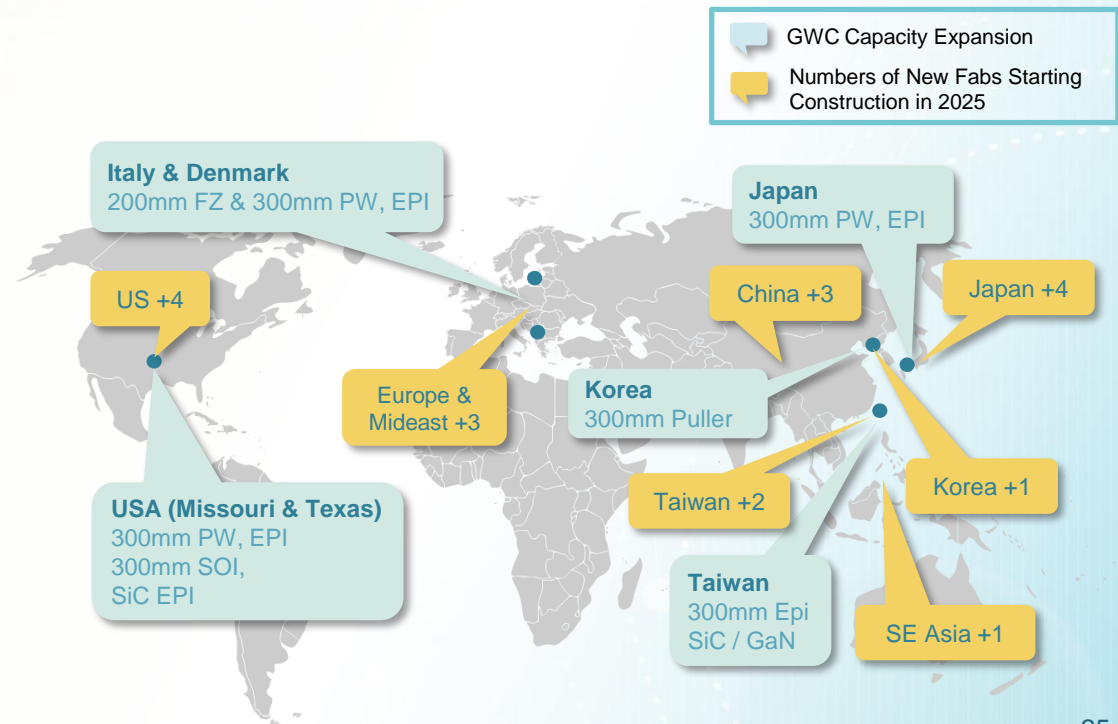 GWC Capacity Expansion
Numbers of New Fabs Starting
Construction in 2025
Italy & Denmark
200mm FZ & 300mm PW, EPI
Japan
300mm PW, EPI
US +4
China +3
Japan +4
Europe &
Mideast +3
Korea
300mm Puller
USA (Missouri & Texas)
300mm PW, EPI
300mm SOI,
SiC EPI
Taiwan +2
Korea +1
Taiwan
300mm Epi
SiC / GaN
SE Asia +1